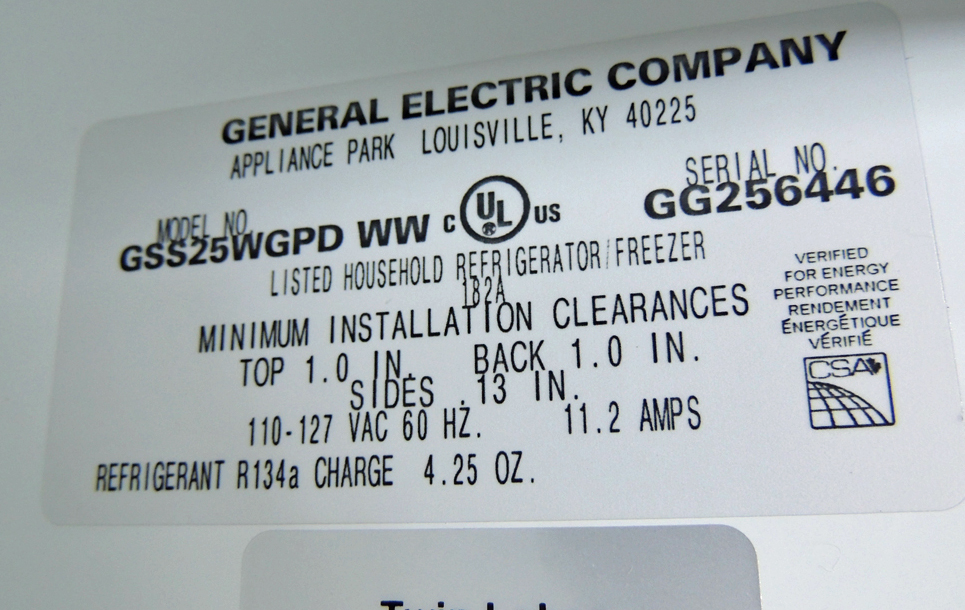 GENERAL ELECTRIC COMPANY
APPLIANCE PARK LOUISVILLE, KY 40225
MODEL NO.
SERIAL NO.
GSS25WGPD WW
C UL ® US
GG256446
LISTED HOUSEHOLD REFRIGERATOR/FREEZER
1B2A
MINIMUM INSTALLATION CLEARANCES
TOP 1.0 IN. BACK 1.0 IN.
SIDES .13 IN.
110-127 VAC 60 HZ. 11.2 AMPS
REFRIGERANT R134a CHARGE 4.25 OZ.
VERIFIED
FOR ENERGY
PERFORMANCE
RENDEMENT
ÉNERGÉTIQUE
VÉRIFIÉ
CSA